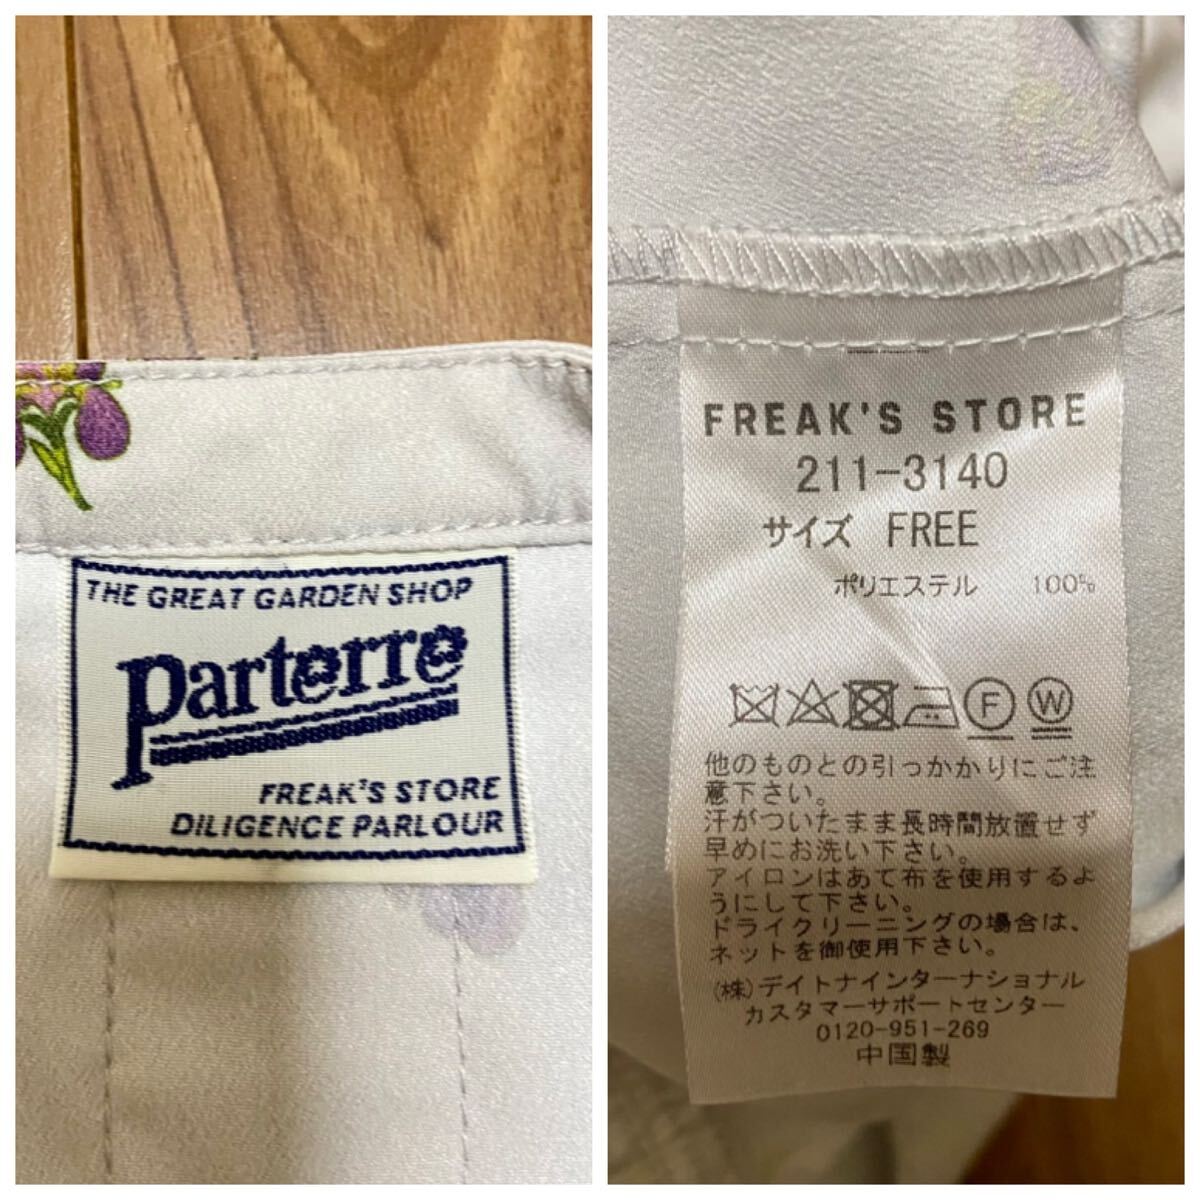 THE GREAT GARDEN SHOP
parterre
FREAK'S STORE
DILIGENCE PARLOUR
FREAK'S STORE
211-3140
サイズ FREE
ポリエステル 100%
F W
他のものとの引っかかりにご注
意下さい。
汗がついたまま長時間放置せず
早めにお洗い下さい。
アイロンはあて布を使用するよ
うにして下さい。
ドライクリーニングの場合は、
ネットを御使用下さい。
(株)デイトナインターナショナル
カスタマーサポートセンター
0120-951-269
中国製